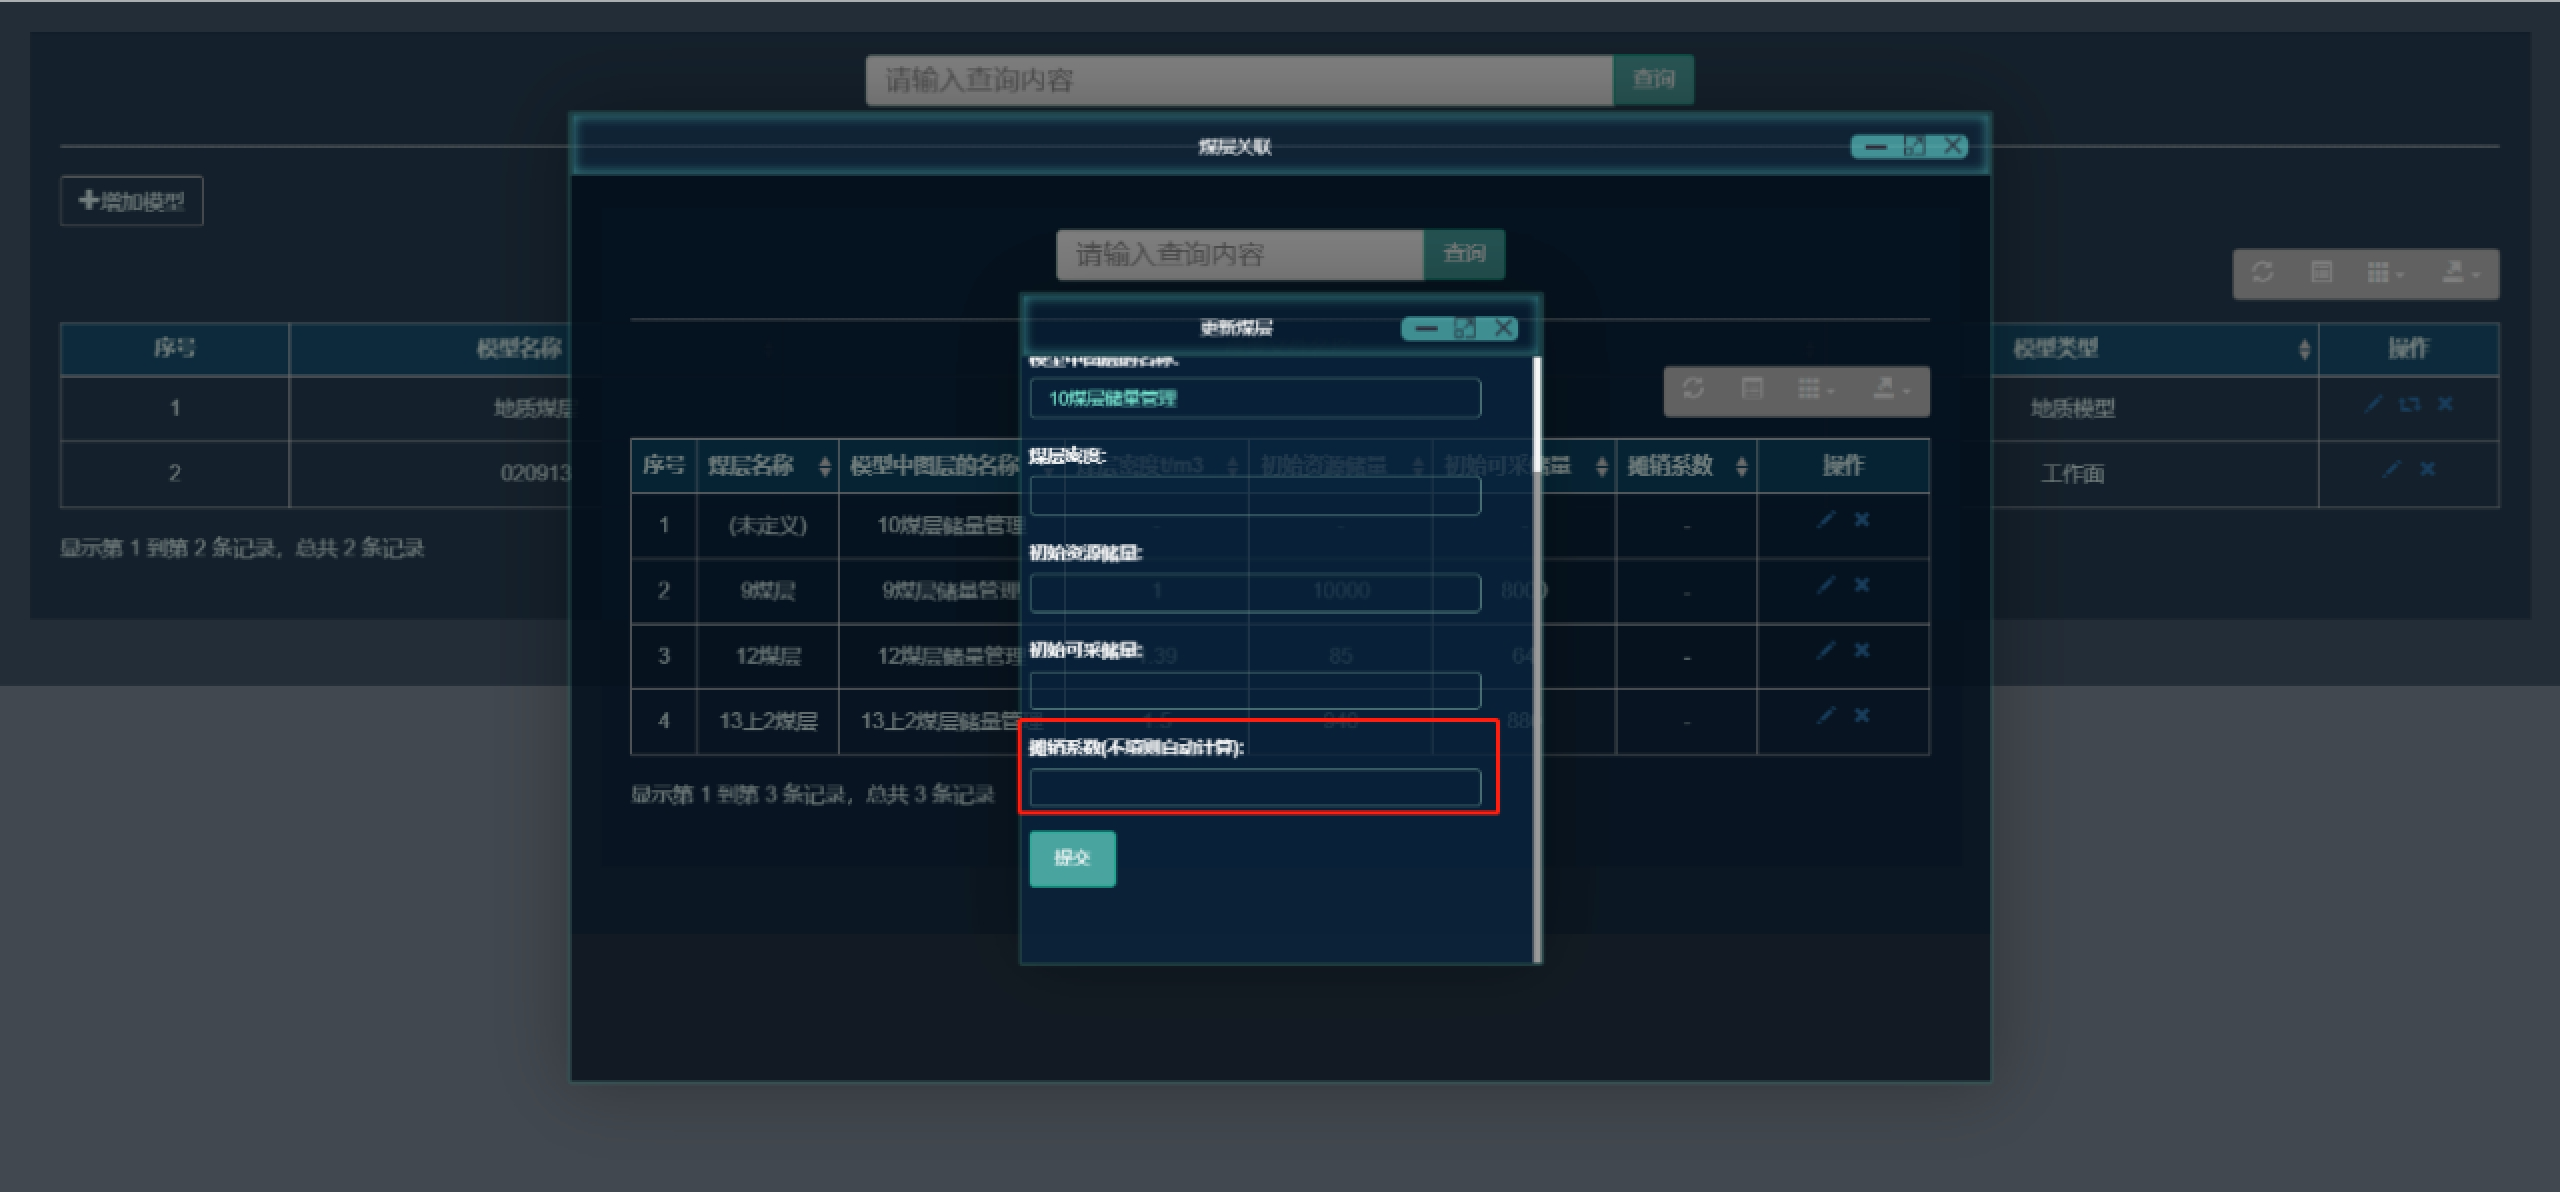 请输入查询内容 查询
煤层关联
增加模型
请输入查询内容 查询
更新煤层
序号 模型名称 模型类型 操作
1 地质煤层 地质模型
2 020913 工作面
显示第 1 到第 2 条记录，总共 2 条记录
模型中图层的名称:
10煤层储量管理
煤层密度:
初始资源储量:
初始可采储量:
摊销系数(不填则自动计算):
提交
序号 煤层名称 模型中图层的名称 煤层密度t/m3 初始资源储量 初始可采储量 摊销系数 操作
1 (未定义) 10煤层储量管理 - - - -
2 9煤层 9煤层储量管理 1 10000 8000 -
3 12煤层 12煤层储量管理 1.39 85 64 -
4 13上2煤层 13上2煤层储量管理 1.5 940 -
显示第 1 到第 3 条记录，总共 3 条记录